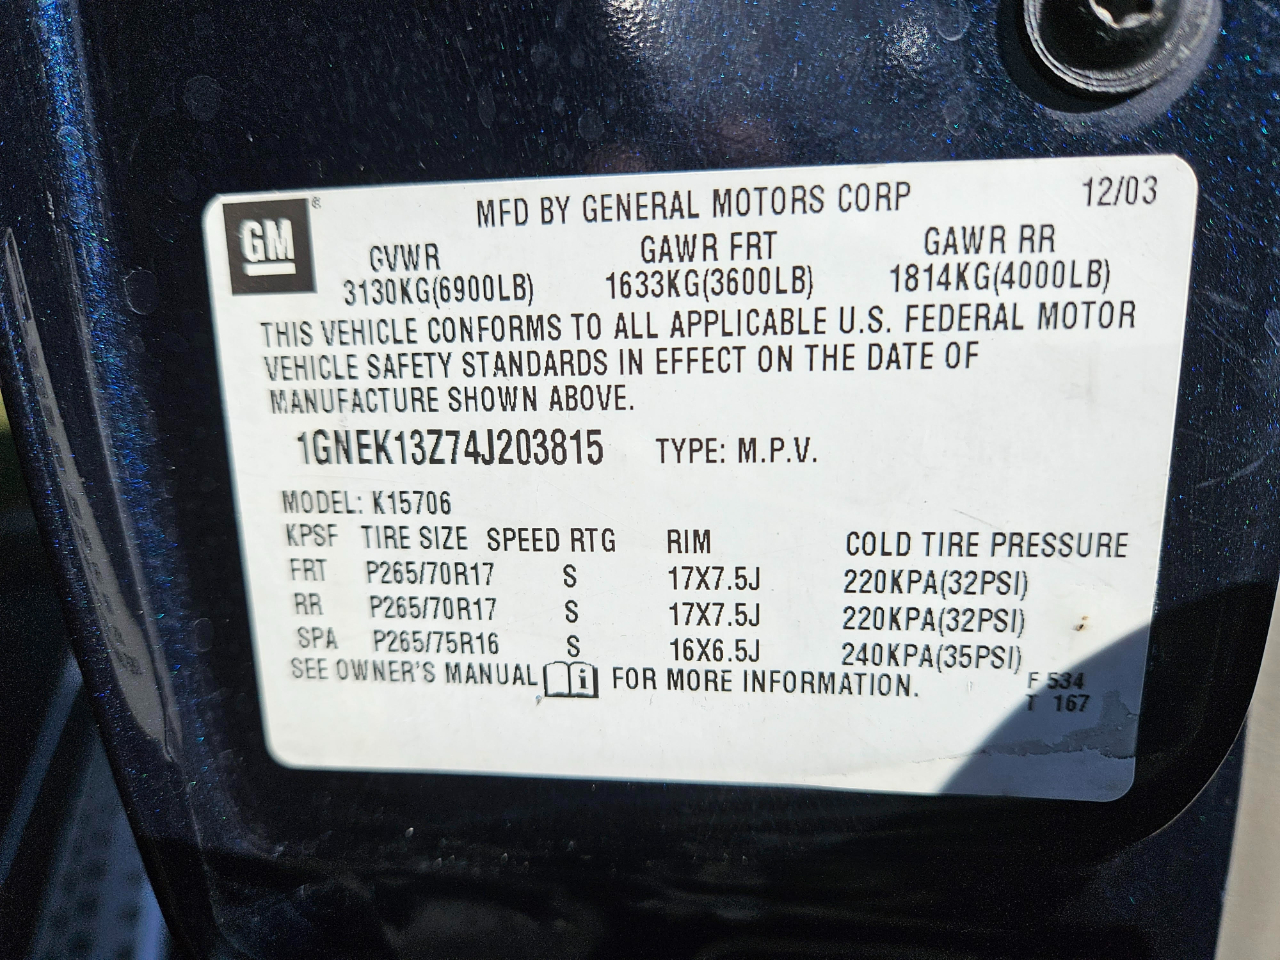 GM ®
MFD BY GENERAL MOTORS CORP 12/03
GVWR GAWR FRT GAWR RR
3130KG(6900LB) 1633KG(3600LB) 1814KG(4000LB)
THIS VEHICLE CONFORMS TO ALL APPLICABLE U.S. FEDERAL MOTOR
VEHICLE SAFETY STANDARDS IN EFFECT ON THE DATE OF
MANUFACTURE SHOWN ABOVE.
1GNEK13Z74J203815 TYPE: M.P.V.
MODEL: K15706
KPSF TIRE SIZE SPEED RTG RIM COLD TIRE PRESSURE
FRT P265/70R17 S 17X7.5J 220KPA(32PSI)
RR P265/70R17 S 17X7.5J 220KPA(32PSI)
SPA P265/75R16 S 16X6.5J 240KPA(35PSI)
SEE OWNER'S MANUAL i FOR MORE INFORMATION.
F 534
T 167